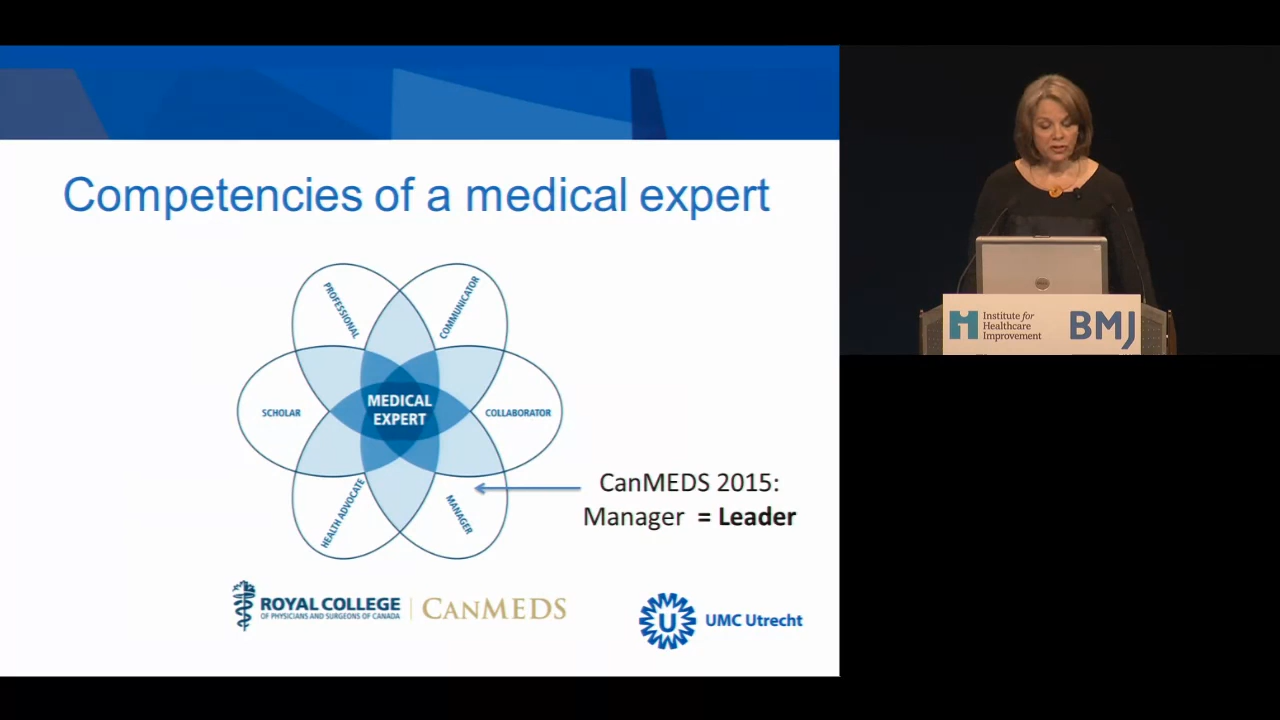 Competencies of a medical expert
PROFESSIONAL
COMMUNICATOR
MEDICAL
EXPERT
SCHOLAR
COLLABORATOR
HEALTH ADVOCATE
MANAGER
CanMEDS 2015:
Manager = Leader
ROYAL COLLEGE
OF PHYSICIANS AND SURGEONS OF CANADA
CANMEDS
U
UMC Utrecht
Institute for
Healthcare
Improvement
BMJ